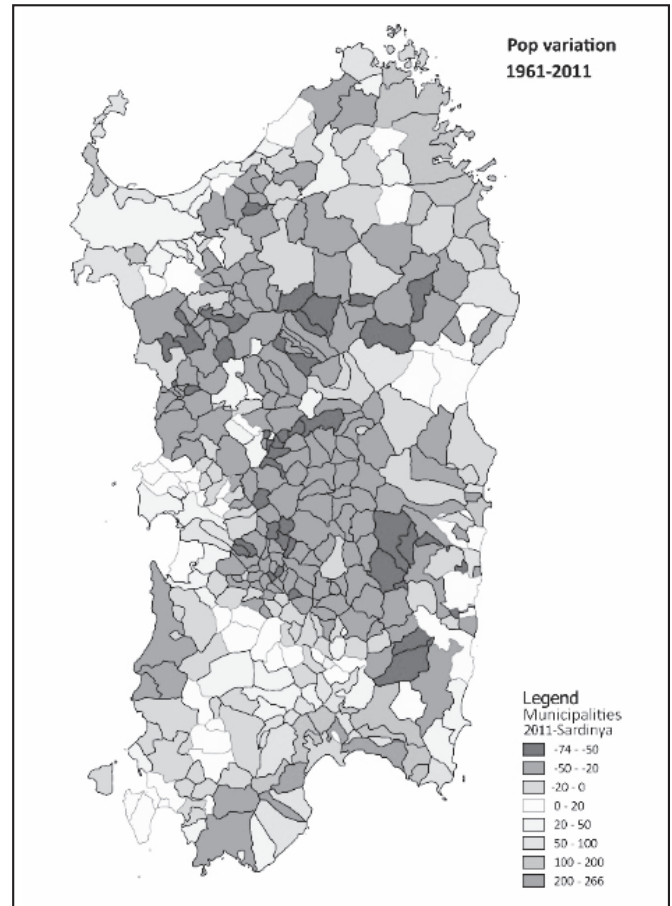 Pop variation
1961-2011
Legend
Municipalities
2011-Sardinya
-74 - -50
-50 - -20
-20 - 0
0 - 20
20 - 50
50 - 100
100 - 200
200 - 266